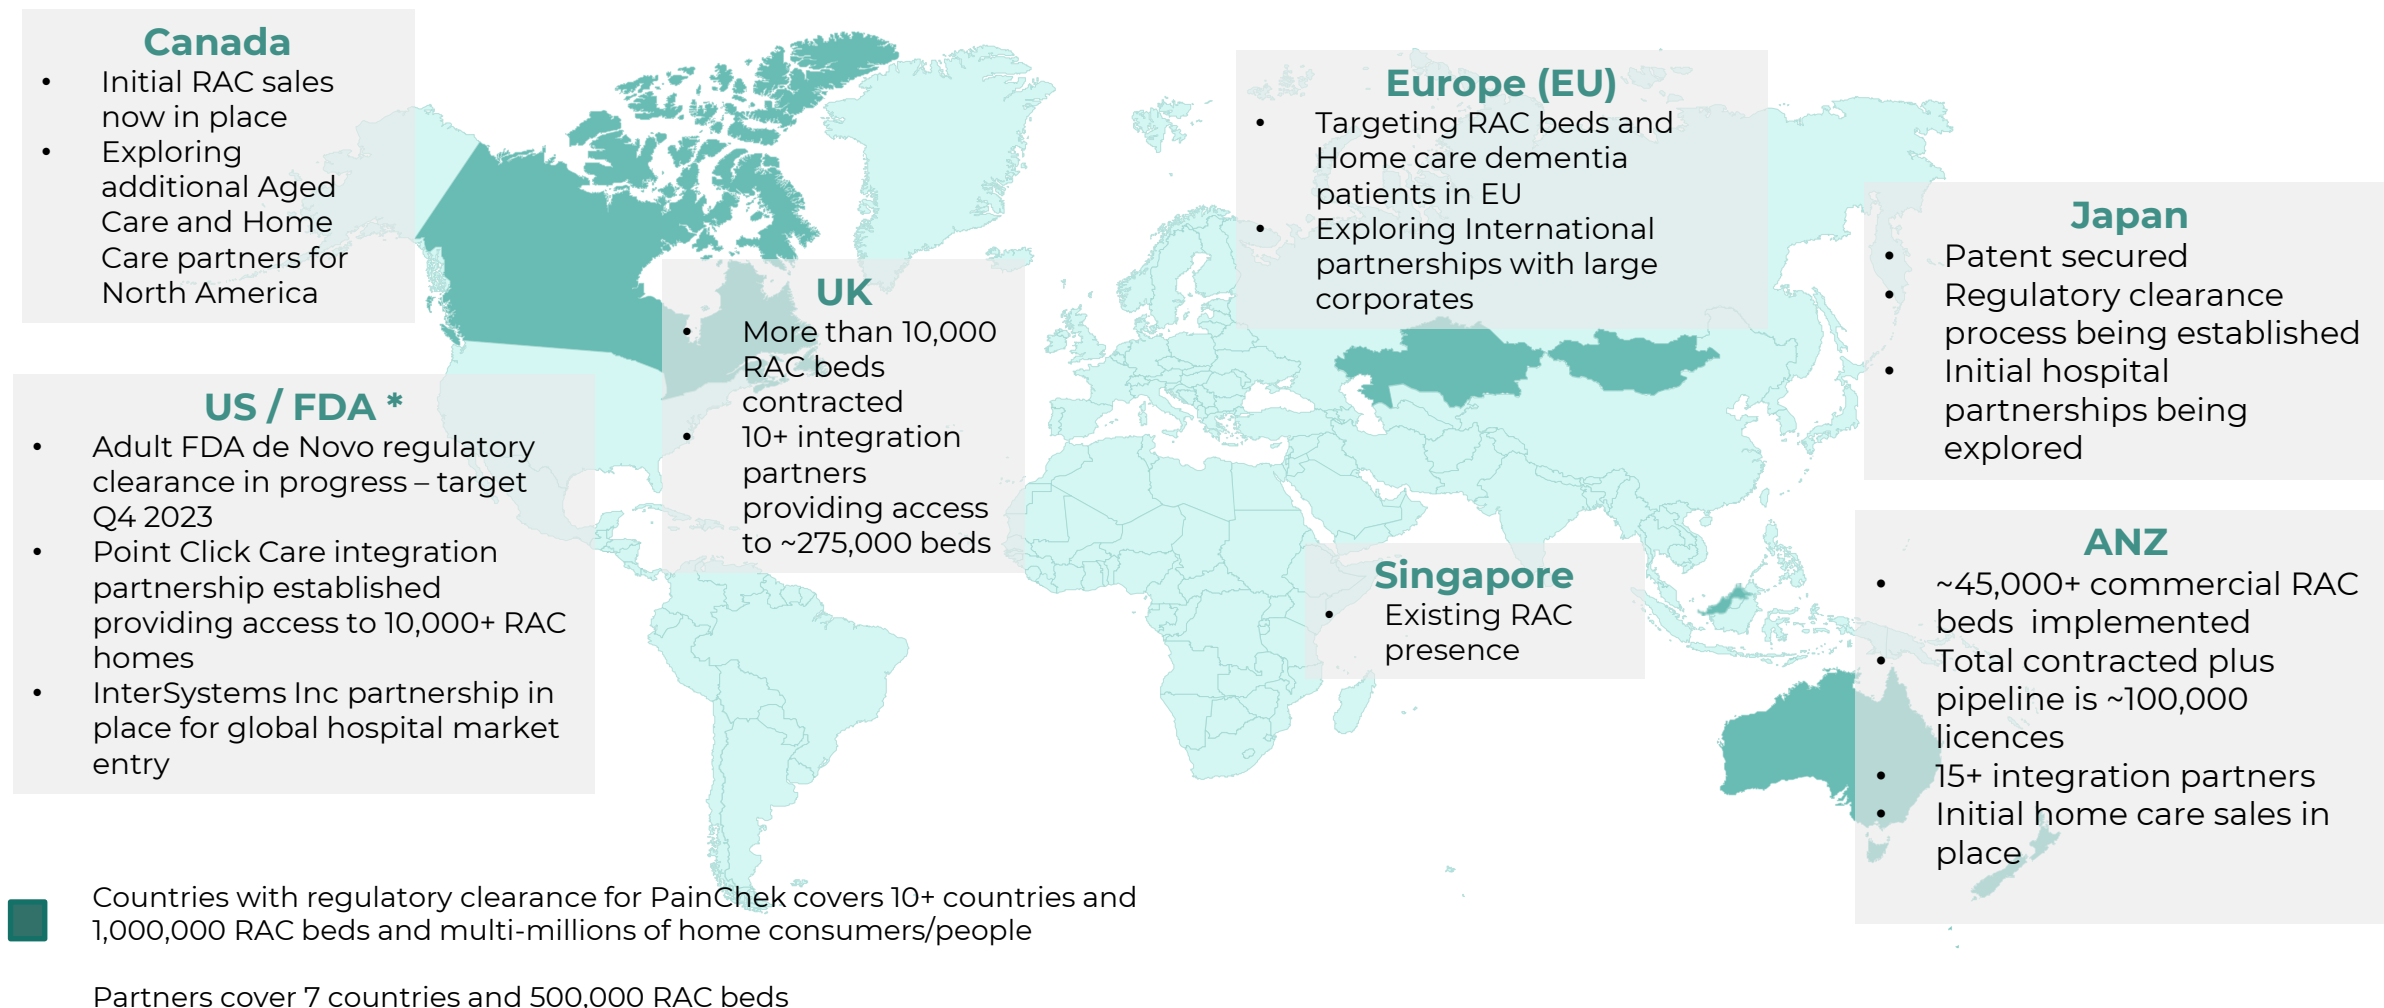 Canada
• Initial RAC sales
now in place
• Exploring
additional Aged
Care and Home
Care partners for
North America
US / FDA *
• Adult FDA de Novo regulatory
clearance in progress – target
Q4 2023
• Point Click Care integration
partnership established
providing access to 10,000+ RAC
homes
• InterSystems Inc partnership in
place for global hospital market
entry
UK
• More than 10,000
RAC beds
contracted
• 10+ integration
partners
providing access
to ~275,000 beds
Europe (EU)
• Targeting RAC beds and
Home care dementia
patients in EU
• Exploring International
partnerships with large
corporates
Singapore
• Existing RAC
presence
Japan
• Patent secured
• Regulatory clearance
process being established
• Initial hospital
partnerships being
explored
ANZ
• ~45,000+ commercial RAC
beds  implemented
• Total contracted plus
pipeline is ~100,000
licences
• 15+ integration partners
• Initial home care sales in
place
Countries with regulatory clearance for PainChek covers 10+ countries and
1,000,000 RAC beds and multi-millions of home consumers/people
Partners cover 7 countries and 500,000 RAC beds